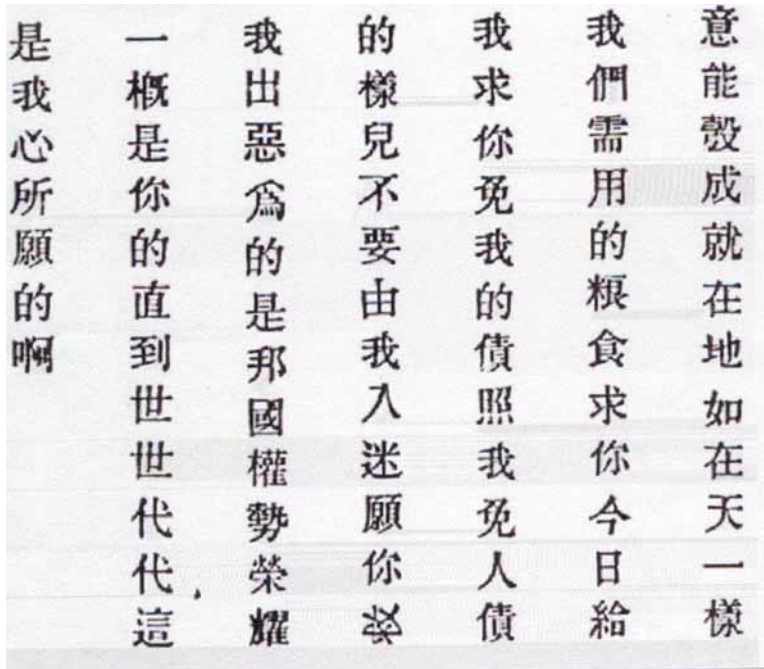 意能彀成就在地如在天一樣
我們需用的粮食求你今日給
我求你免我的債照我免人債
的樣兒不要由我入迷願你救
我出惡爲的是邦國權勢榮耀
一槪是你的直到世世代代這
是我心所願的啊